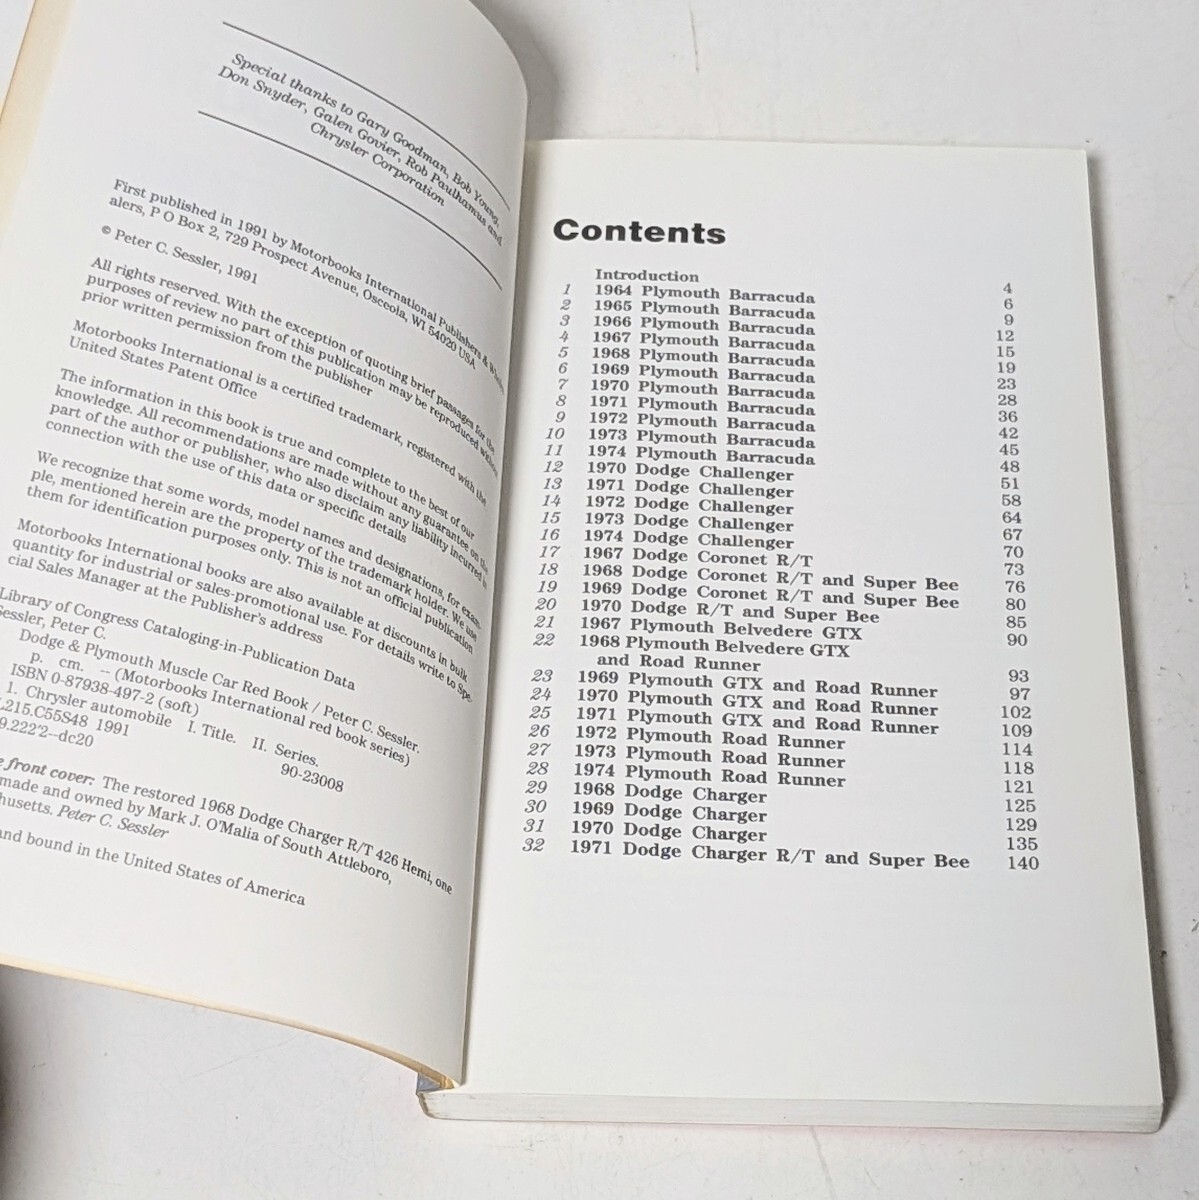 Special thanks to Gary Goodman, Bob Young,
Don Snyder, Galen Govier, Rob Paulhamus and
Chrysler Corporation
First published in 1991 by Motorbooks International Publishers &
alers, P O Box 2, 729 Prospect Avenue, Osceola, WI 54020 USA
© Peter C. Sessler, 1991
All rights reserved. With the exception of quoting brief passages for the
purposes of review no part of this publication may be reproduced without
prior written permission from the publisher
Motorbooks International is a certified trademark, registered with the
United States Patent Office
The information in this book is true and complete to the best of our
knowledge. All recommendations are made without any guarantee on the
part of the author or publisher, who also disclaim any liability incurred in
connection with the use of this data or specific details
We recognize that some words, model names and designations, for exam-
ple, mentioned herein are the property of the trademark holder. We use
them for identification purposes only. This is not an official publication
Motorbooks International books are also available at discounts in bulk
quantity for industrial or sales-promotional use. For details write to Spe-
cial Sales Manager at the Publisher's address
Library of Congress Cataloging-in-Publication Data
Sessler, Peter C.
Dodge & Plymouth Muscle Car Red Book / Peter C. Sessler.
p. cm. -- (Motorbooks International red book series)
ISBN 0-87938-497-2 (soft)
1. Chrysler automobile I. Title. II. Series.
L215.C55S48 1991
9.222'2--dc20 90-23008
front cover: The restored 1968 Dodge Charger R/T 426 Hemi, one
made and owned by Mark J. O'Malia of South Attleboro,
husetts. Peter C. Sessler
and bound in the United States of America
Contents
Introduction 4
1 1964 Plymouth Barracuda 6
2 1965 Plymouth Barracuda 9
3 1966 Plymouth Barracuda 12
4 1967 Plymouth Barracuda 15
5 1968 Plymouth Barracuda 19
6 1969 Plymouth Barracuda 23
7 1970 Plymouth Barracuda 28
8 1971 Plymouth Barracuda 36
9 1972 Plymouth Barracuda 42
10 1973 Plymouth Barracuda 45
11 1974 Plymouth Barracuda 48
12 1970 Dodge Challenger 51
13 1971 Dodge Challenger 58
14 1972 Dodge Challenger 64
15 1973 Dodge Challenger 67
16 1974 Dodge Challenger 70
17 1967 Dodge Coronet R/T 73
18 1968 Dodge Coronet R/T and Super Bee 76
19 1969 Dodge Coronet R/T and Super Bee 80
20 1970 Dodge R/T and Super Bee 85
21 1967 Plymouth Belvedere GTX 90
22 1968 Plymouth Belvedere GTX
and Road Runner 93
23 1969 Plymouth GTX and Road Runner 97
24 1970 Plymouth GTX and Road Runner 102
25 1971 Plymouth GTX and Road Runner 109
26 1972 Plymouth Road Runner 114
27 1973 Plymouth Road Runner 118
28 1974 Plymouth Road Runner 121
29 1968 Dodge Charger 125
30 1969 Dodge Charger 129
31 1970 Dodge Charger 135
32 1971 Dodge Charger R/T and Super Bee 140